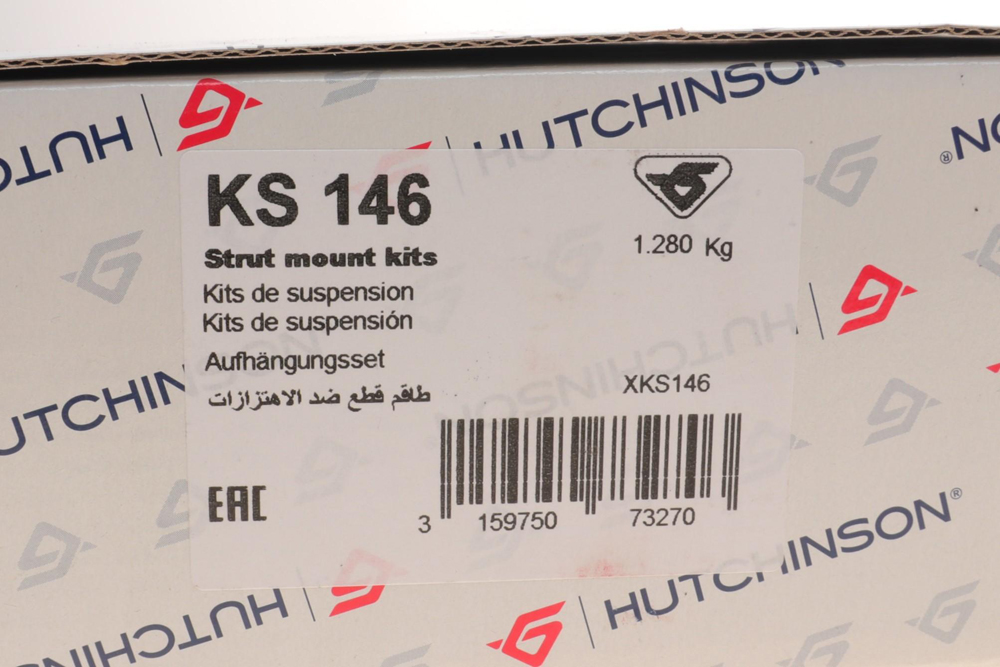 HUTCHINSON
HUTCHINSON
KS 146
Strut mount kits
1.280 Kg
Kits de suspension
Kits de suspensión
Aufhängungsset
طاقم قطع ضد الاهتزازات
XKS146
HUTCHINSON
EAC
3 159750 73270
HUTCHINSON®
HUTCHINSON